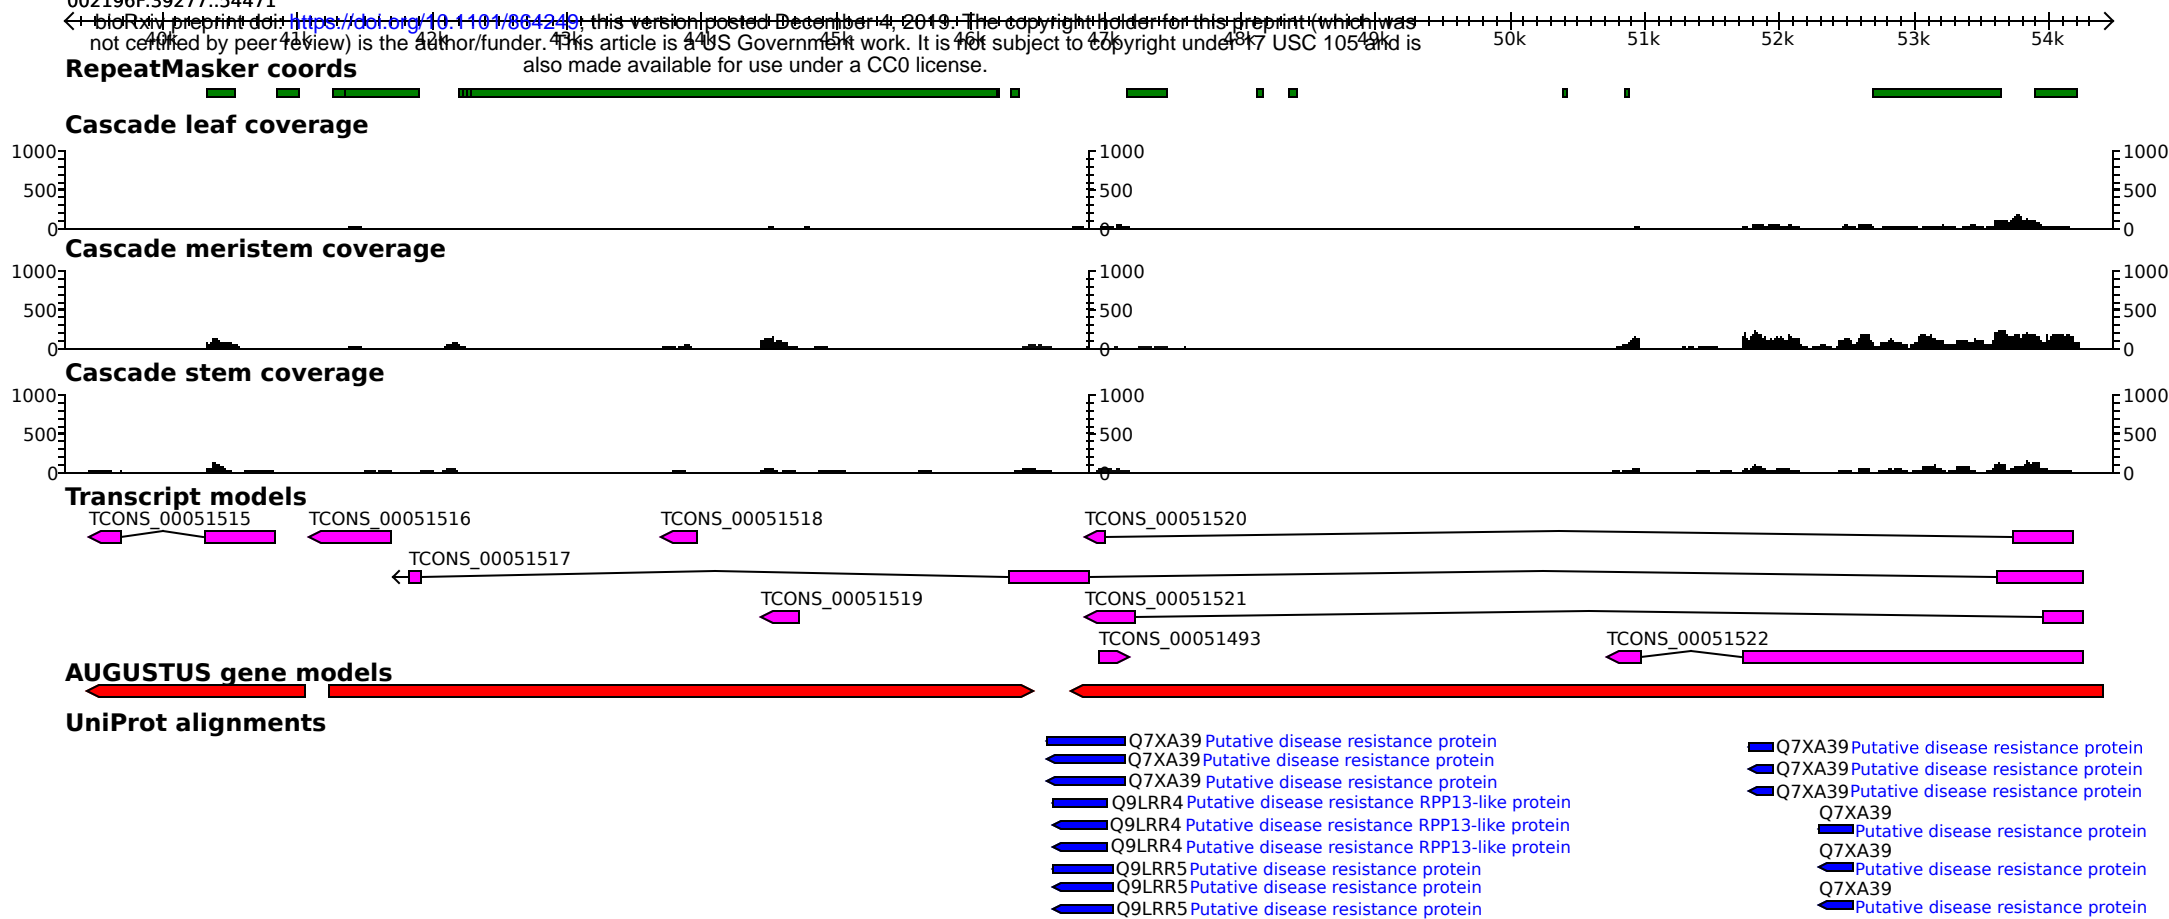 002196F:39277..54471
bioRxiv preprint doi: https://doi.org/10.1101/864249; this version posted December 4, 2019. The copyright holder for this preprint (which was
40k 41k 42k 43k 44k 45k 46k 47k 48k 49k 50k 51k 52k 53k 54k
not certified by peer review) is the author/funder. This article is a US Government work. It is not subject to copyright under 17 USC 105 and is
also made available for use under a CC0 license.
RepeatMasker coords
Cascade leaf coverage
1000 1000 1000
500 500 500
0 0 0
Cascade meristem coverage
1000 1000 1000
500 500 500
0 0 0
Cascade stem coverage
1000 1000 1000
500 500 500
0 0 0
Transcript models
TCONS_00051515 TCONS_00051516 TCONS_00051518 TCONS_00051520
TCONS_00051517
TCONS_00051519 TCONS_00051521
TCONS_00051493 TCONS_00051522
AUGUSTUS gene models
UniProt alignments
Q7XA39 Putative disease resistance protein
Q7XA39 Putative disease resistance protein
Q7XA39 Putative disease resistance protein
Q9LRR4 Putative disease resistance RPP13-like protein
Q9LRR4 Putative disease resistance RPP13-like protein
Q9LRR4 Putative disease resistance RPP13-like protein
Q9LRR5 Putative disease resistance protein
Q9LRR5 Putative disease resistance protein
Q9LRR5 Putative disease resistance protein
Q7XA39 Putative disease resistance protein
Q7XA39 Putative disease resistance protein
Q7XA39 Putative disease resistance protein
Q7XA39
Putative disease resistance protein
Q7XA39
Putative disease resistance protein
Q7XA39
Putative disease resistance protein